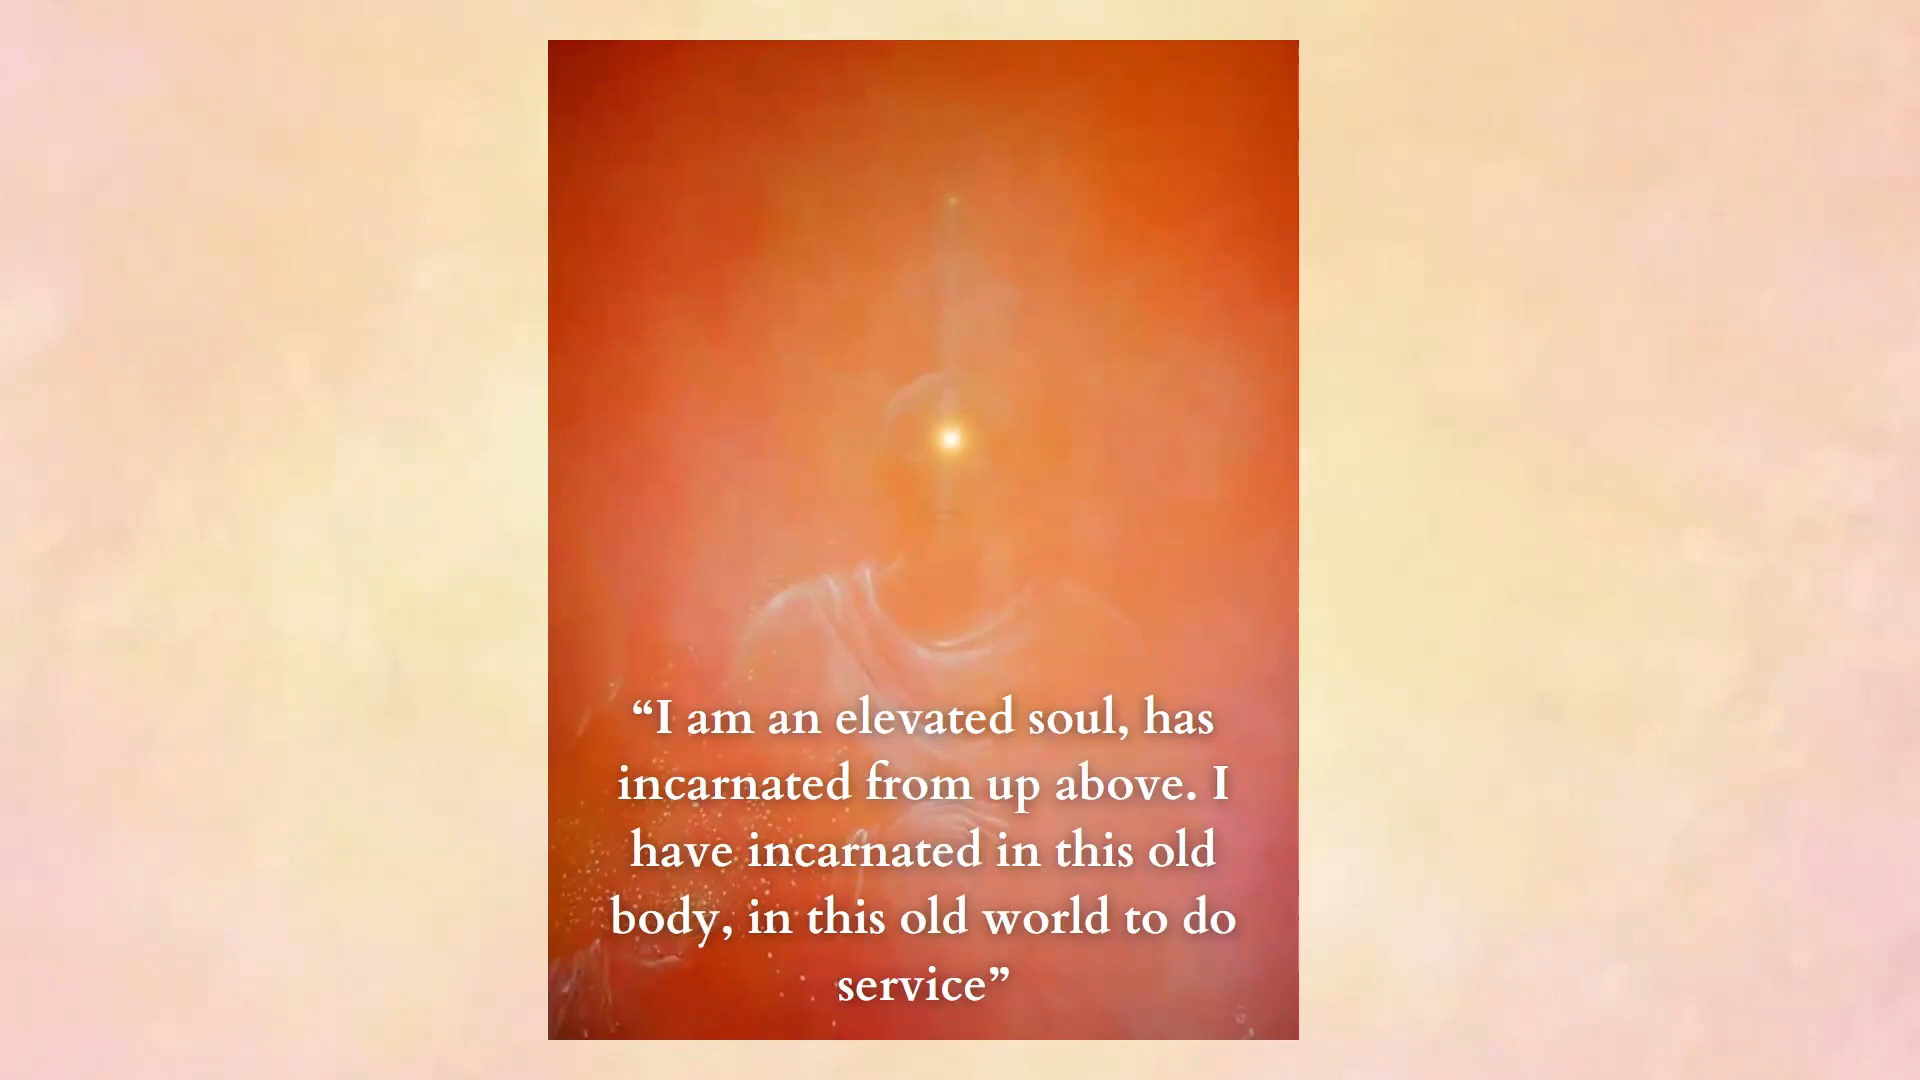 “I am an elevated soul, has
incarnated from up above. I
have incarnated in this old
body, in this old world to do
service”